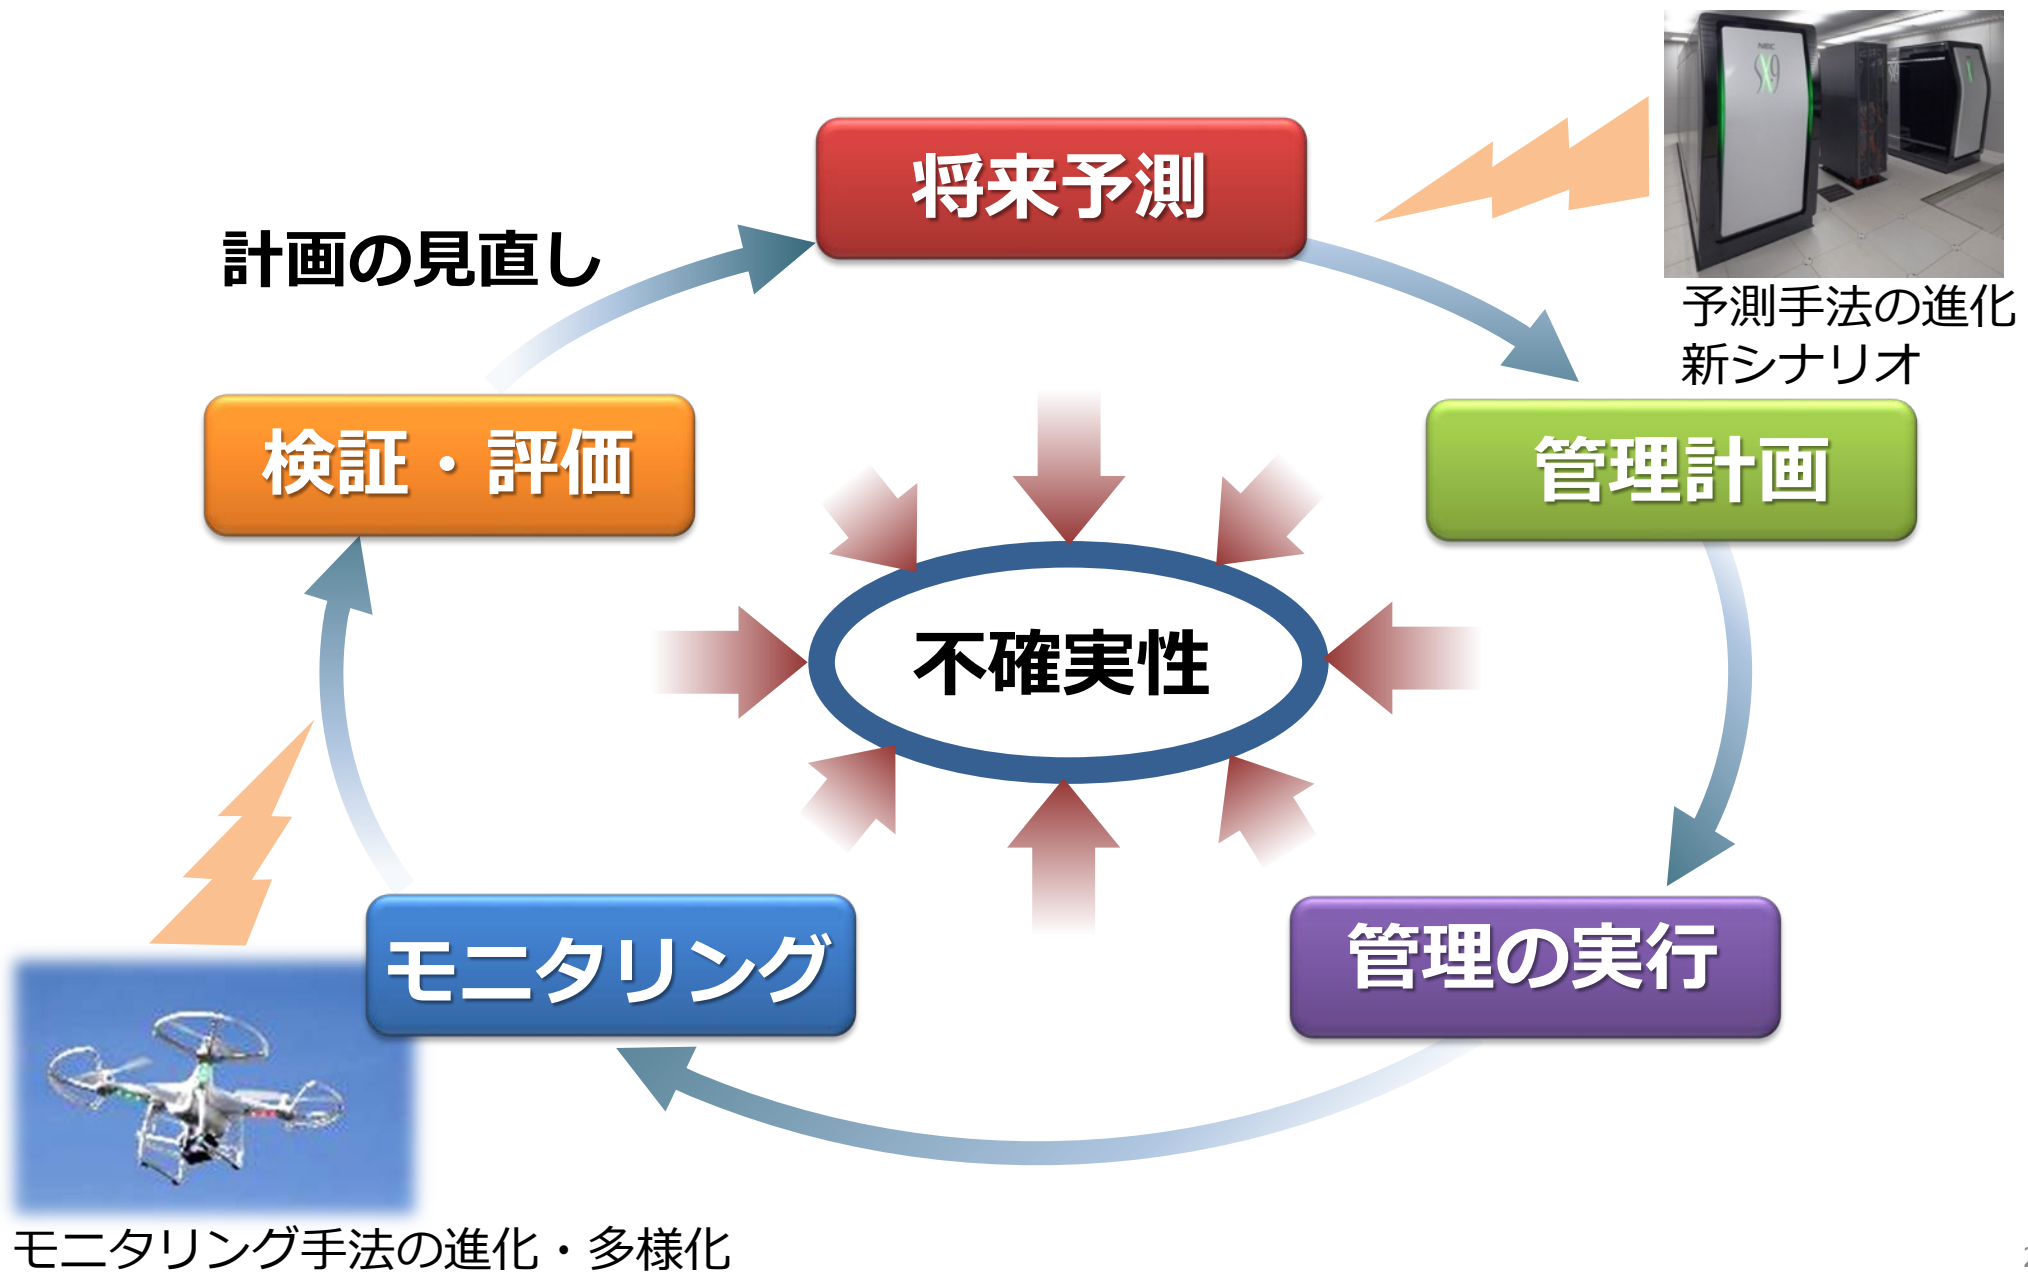 将来予測
計画の見直し
NEC
SX9
予測手法の進化
新シナリオ
検証・評価
管理計画
不確実性
モニタリング
管理の実行
モニタリング手法の進化・多様化